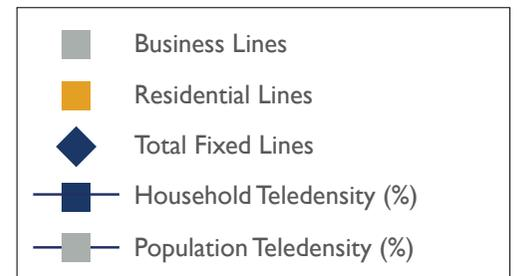 Business Lines
Residential Lines
Total Fixed Lines
Household Teledensity (%)
Population Teledensity (%)